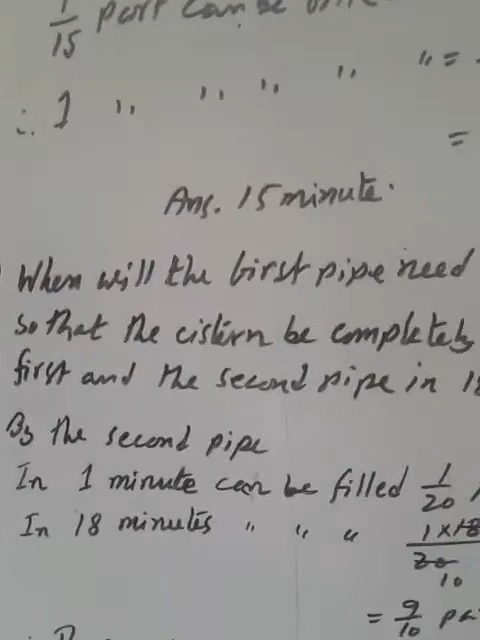 1/15 part can be
∴ 1 " " " " " =
=
Ans. 15 minute.
When will the first pipe need
so that the cistern be completely
first and the second pipe in 18
By the second pipe
In 1 minute can be filled 1/20
In 18 minutes " " " 1×18/20 10
= 9/10 pa